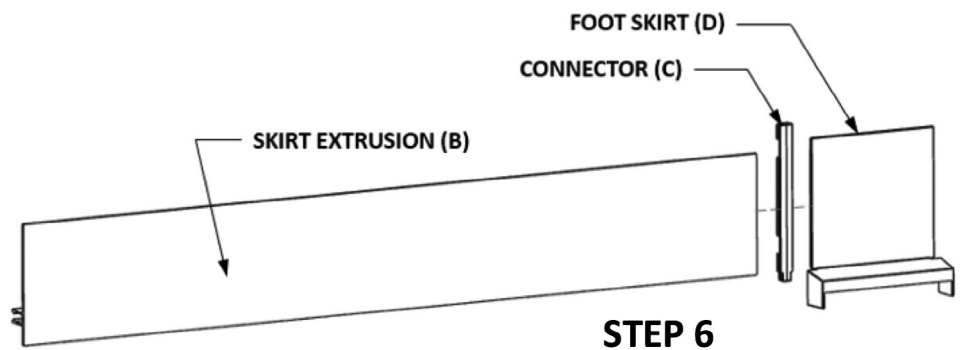 FOOT SKIRT (D)
CONNECTOR (C)
SKIRT EXTRUSION (B)
STEP 6